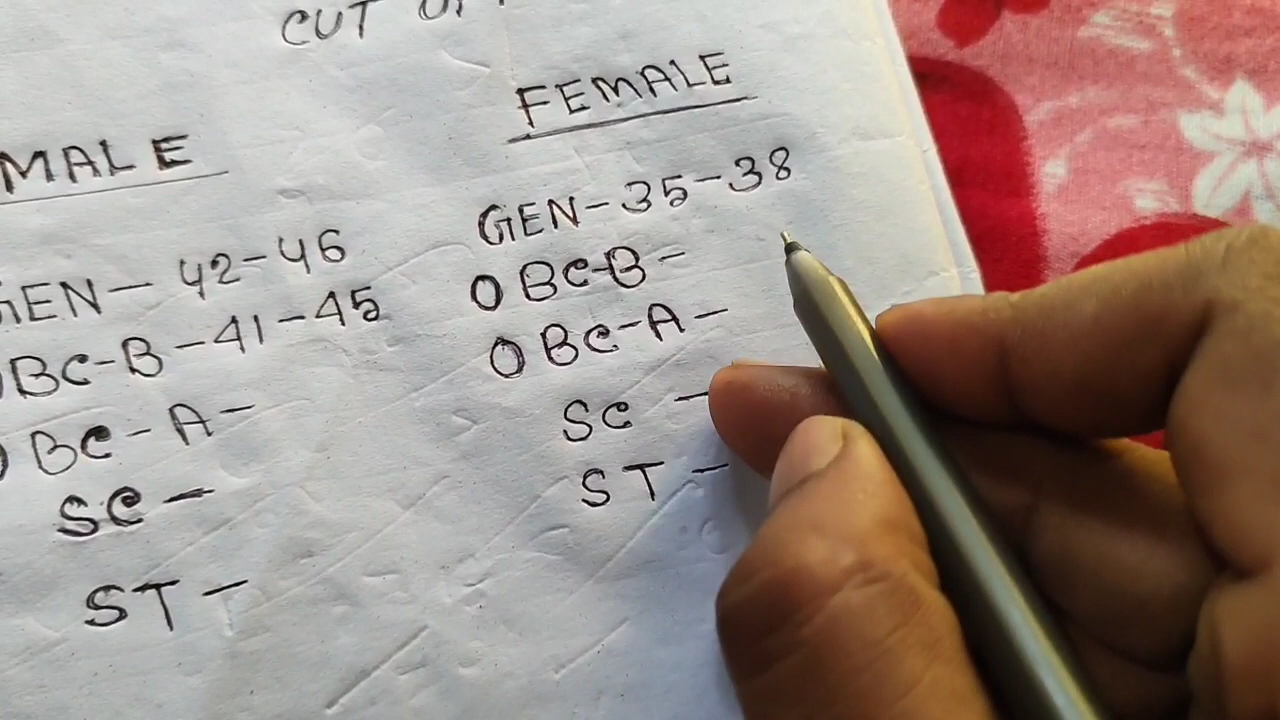 CUT
MALE
GEN - 42-46
OBC-B-41-45
OBC-A-
SC-
ST-
FEMALE
GEN-35-38
OBC-B-
OBC-A-
SC -
ST-